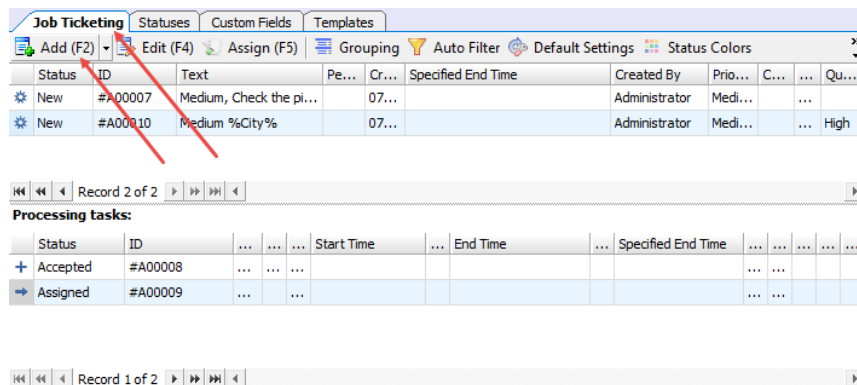 Job Ticketing Statuses Custom Fields Templates
Add (F2) Edit (F4) Assign (F5) Grouping Auto Filter Default Settings Status Colors
Status ID Text Pe... Cr... Specified End Time Created By Prio... C... ... Qu...
New #A00007 Medium, Check the pi... 07... Administrator Medi... ...
New #A00010 Medium %City% 07... Administrator Medi... ... High
Record 2 of 2
Processing tasks:
Status ID ... ... ... Start Time ... End Time ... Specified End Time ... ... ... ... ...
Accepted #A00008 ... ... ... ... ...
Assigned #A00009 ... ... ... ...
Record 1 of 2